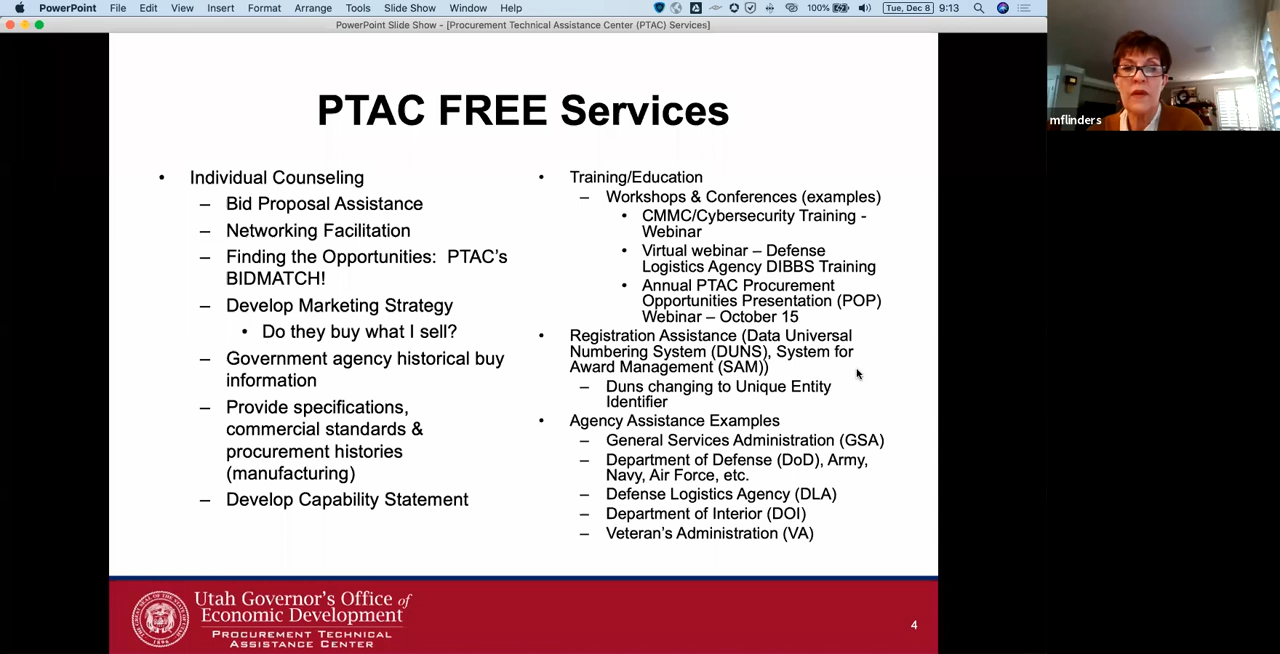 PowerPoint File Edit View Insert Format Arrange Tools Slide Show Window Help 100% Tue, Dec 8 9:13
PowerPoint Slide Show - [Procurement Technical Assistance Center (PTAC) Services]
mflinders
PTAC FREE Services
• Individual Counseling
– Bid Proposal Assistance
– Networking Facilitation
– Finding the Opportunities: PTAC's
BIDMATCH!
– Develop Marketing Strategy
• Do they buy what I sell?
– Government agency historical buy
information
– Provide specifications,
commercial standards &
procurement histories
(manufacturing)
– Develop Capability Statement
• Training/Education
– Workshops & Conferences (examples)
• CMMC/Cybersecurity Training -
Webinar
• Virtual webinar – Defense
Logistics Agency DIBBS Training
• Annual PTAC Procurement
Opportunities Presentation (POP)
Webinar – October 15
• Registration Assistance (Data Universal
Numbering System (DUNS), System for
Award Management (SAM))
– Duns changing to Unique Entity
Identifier
• Agency Assistance Examples
– General Services Administration (GSA)
– Department of Defense (DoD), Army,
Navy, Air Force, etc.
– Defense Logistics Agency (DLA)
– Department of Interior (DOI)
– Veteran's Administration (VA)
Utah Governor's Office of
Economic Development
PROCUREMENT TECHNICAL
ASSISTANCE CENTER
4